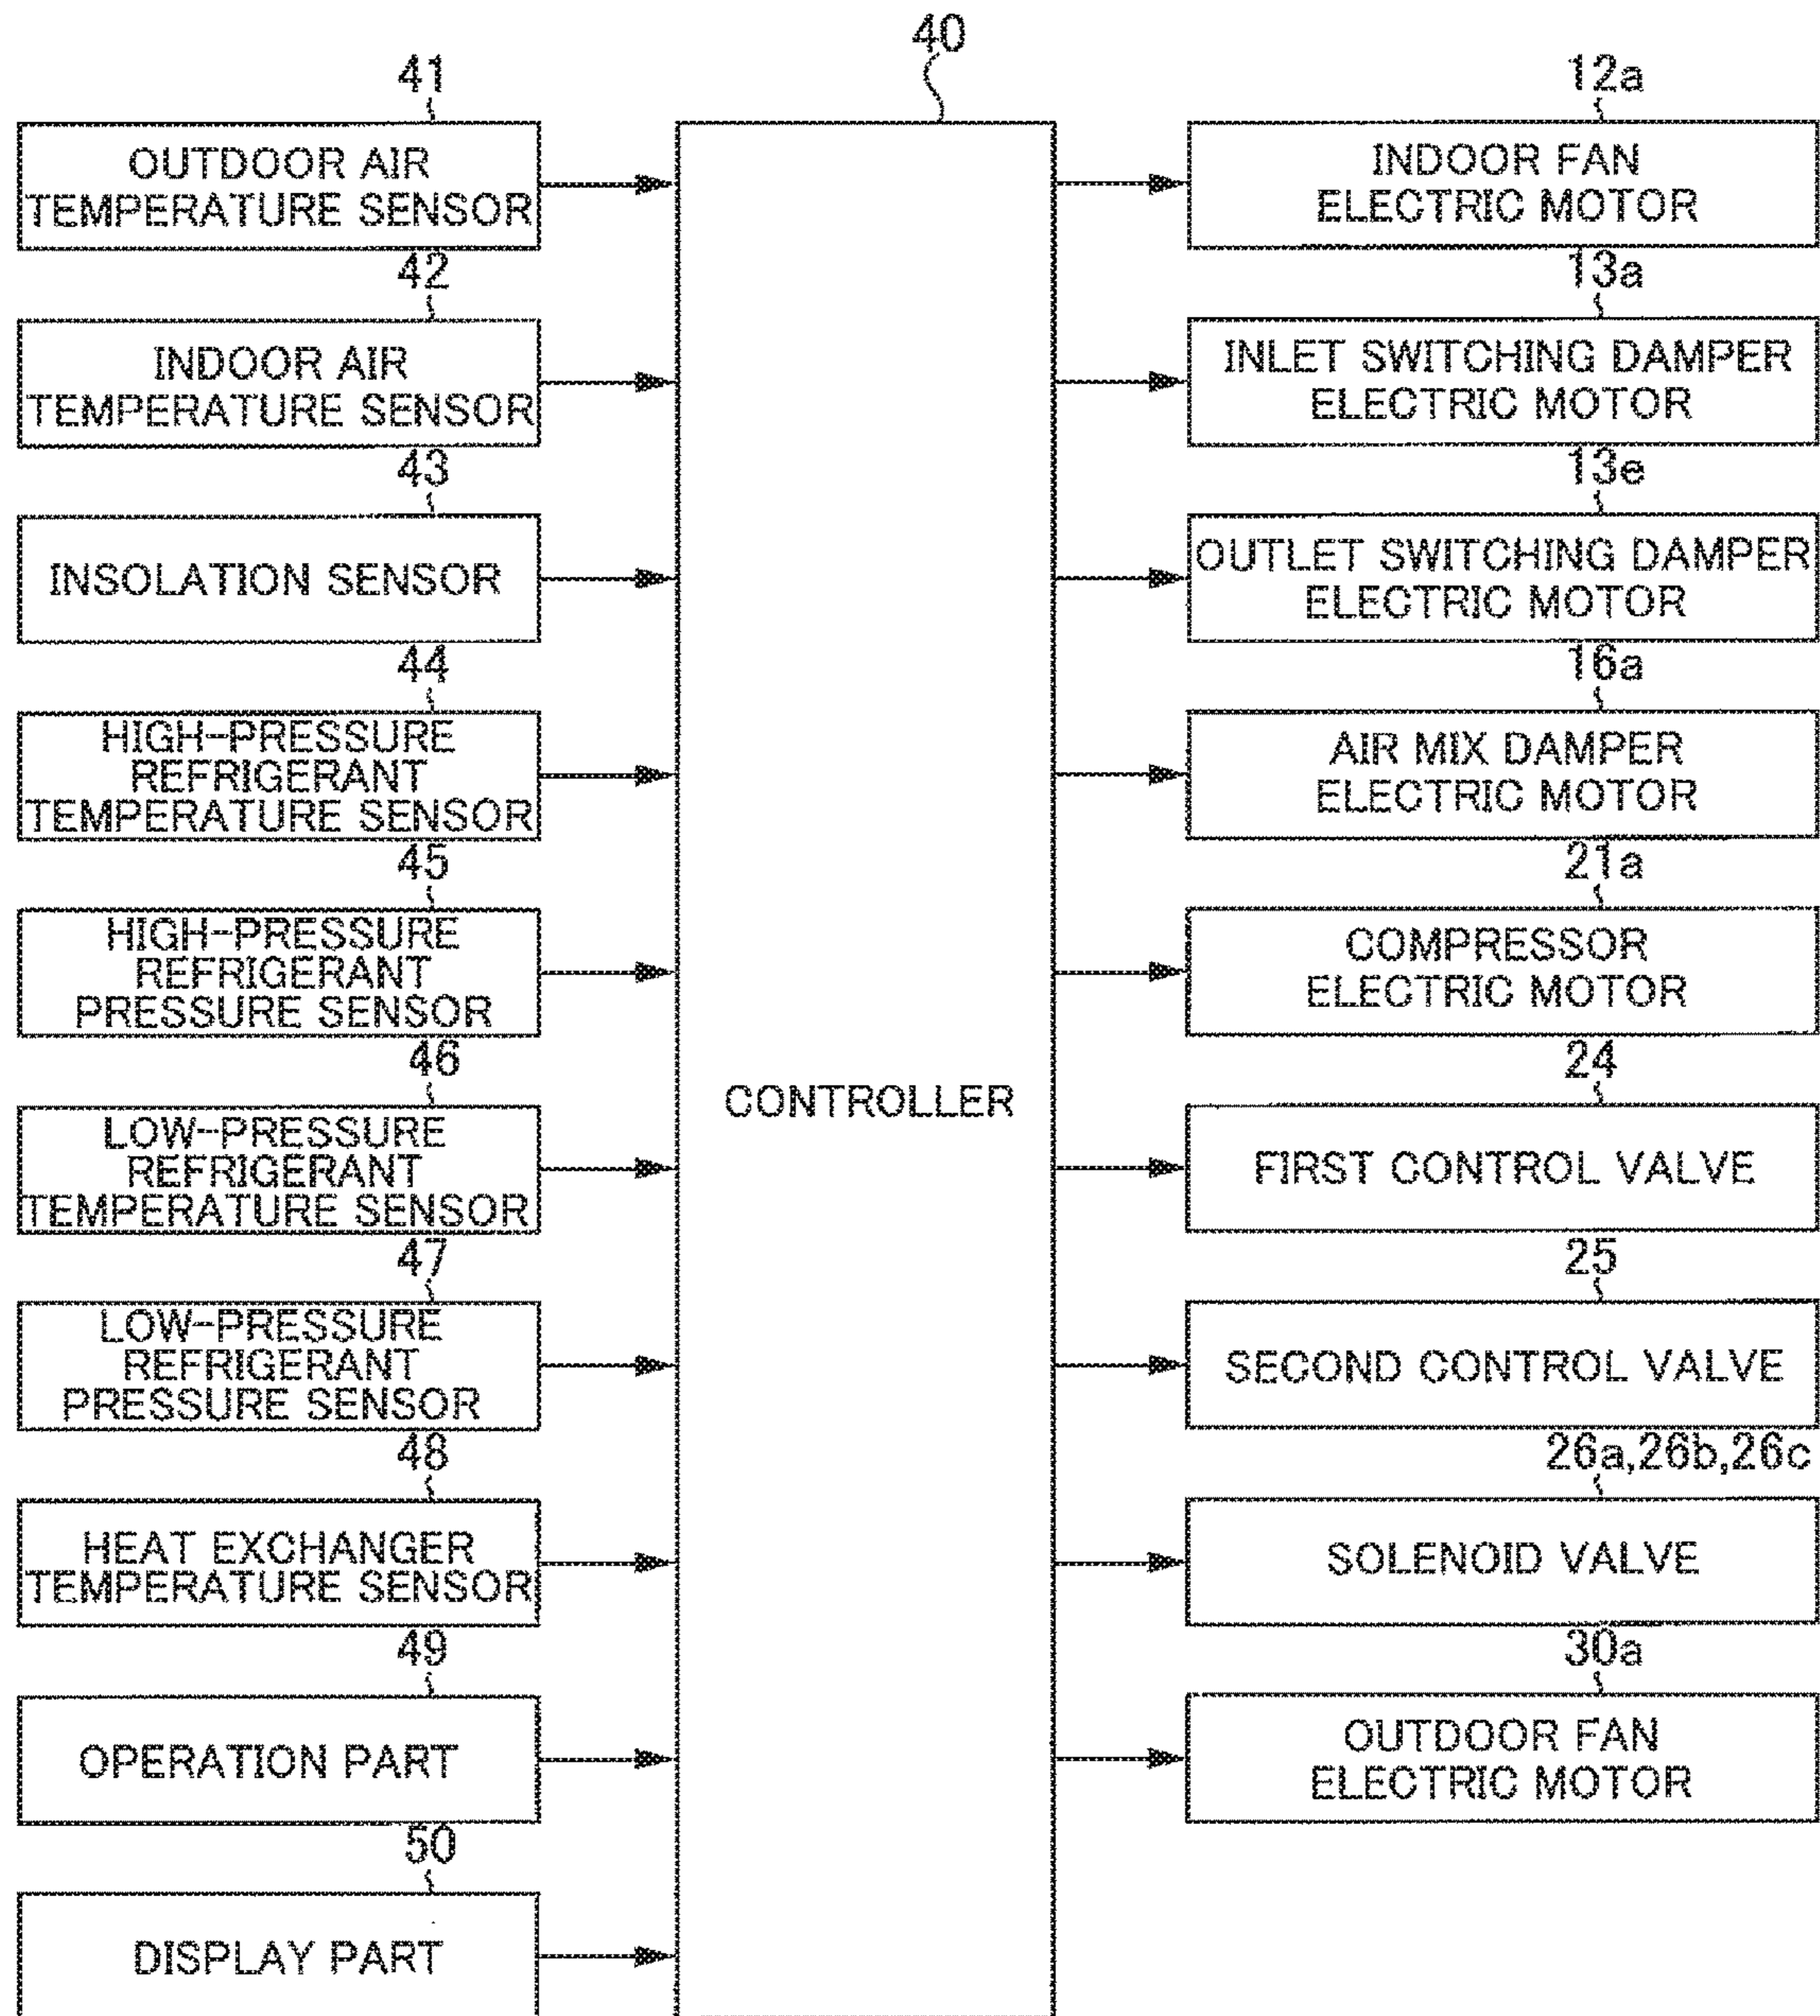 40
41
OUTDOOR AIR
TEMPERATURE SENSOR
42
INDOOR AIR
TEMPERATURE SENSOR
43
INSOLATION SENSOR
44
HIGH-PRESSURE
REFRIGERANT
TEMPERATURE SENSOR
45
HIGH-PRESSURE
REFRIGERANT
PRESSURE SENSOR
46
LOW-PRESSURE
REFRIGERANT
TEMPERATURE SENSOR
47
LOW-PRESSURE
REFRIGERANT
PRESSURE SENSOR
48
HEAT EXCHANGER
TEMPERATURE SENSOR
49
OPERATION PART
50
DISPLAY PART
CONTROLLER
12a
INDOOR FAN
ELECTRIC MOTOR
13a
INLET SWITCHING DAMPER
ELECTRIC MOTOR
13e
OUTLET SWITCHING DAMPER
ELECTRIC MOTOR
16a
AIR MIX DAMPER
ELECTRIC MOTOR
21a
COMPRESSOR
ELECTRIC MOTOR
24
FIRST CONTROL VALVE
25
SECOND CONTROL VALVE
26a,26b,26c
SOLENOID VALVE
30a
OUTDOOR FAN
ELECTRIC MOTOR